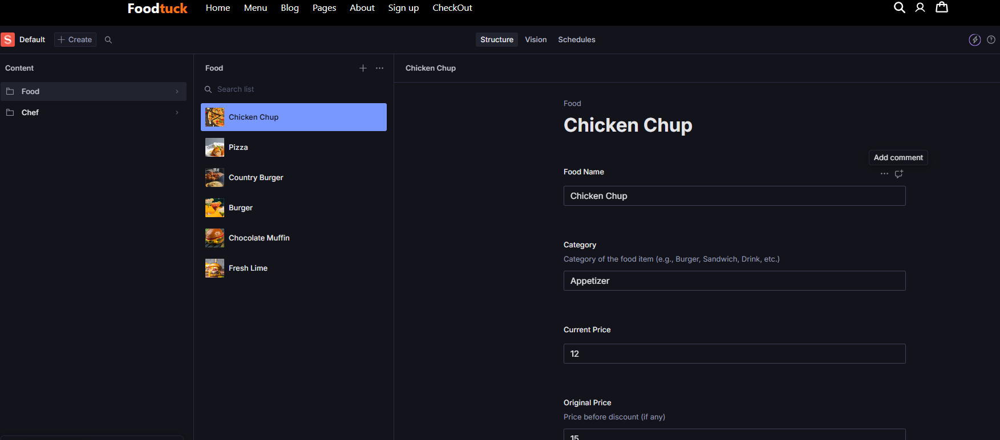 Foodtuck Home Menu Blog Pages About Sign up CheckOut
S Default + Create Structure Vision Schedules
Content
Food
Chef
Food
Search list
Chicken Chup
Pizza
Country Burger
Burger
Chocolate Muffin
Fresh Lime
Chicken Chup
Food
Chicken Chup
Add comment
Food Name
Chicken Chup
Category
Category of the food item (e.g., Burger, Sandwich, Drink, etc.)
Appetizer
Current Price
12
Original Price
Price before discount (if any)
15